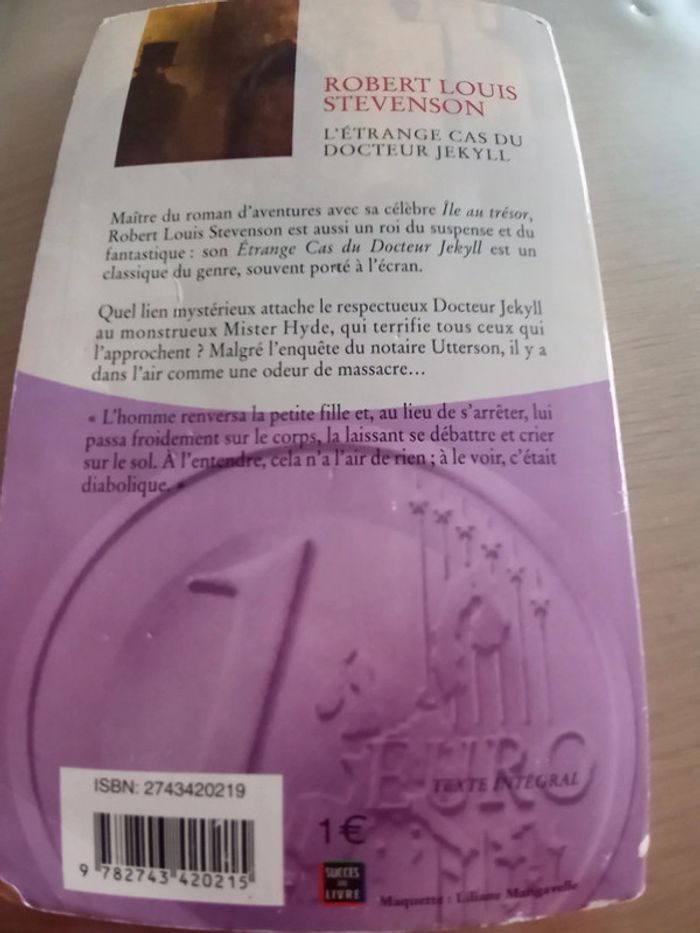 ROBERT LOUIS
STEVENSON
L'ÉTRANGE CAS DU
DOCTEUR JEKYLL
Maître du roman d'aventures avec sa célèbre Île au trésor,
Robert Louis Stevenson est aussi un roi du suspense et du
fantastique : son Étrange Cas du Docteur Jekyll est un
classique du genre, souvent porté à l'écran.
Quel lien mystérieux attache le respectueux Docteur Jekyll
au monstrueux Mister Hyde, qui terrifie tous ceux qui
l'approchent ? Malgré l'enquête du notaire Utterson, il y a
dans l'air comme une odeur de massacre…
« L'homme renversa la petite fille et, au lieu de s'arrêter, lui
passa froidement sur le corps, la laissant se débattre et crier
sur le sol. À l'entendre, cela n'a l'air de rien ; à le voir, c'était
diabolique. »
1
EURO
TEXTE INTÉGRAL
ISBN: 2743420219
9 782743 420215
1 €
SUCCÈS
DU
LIVRE
Maquette : Liliane Mangavelle